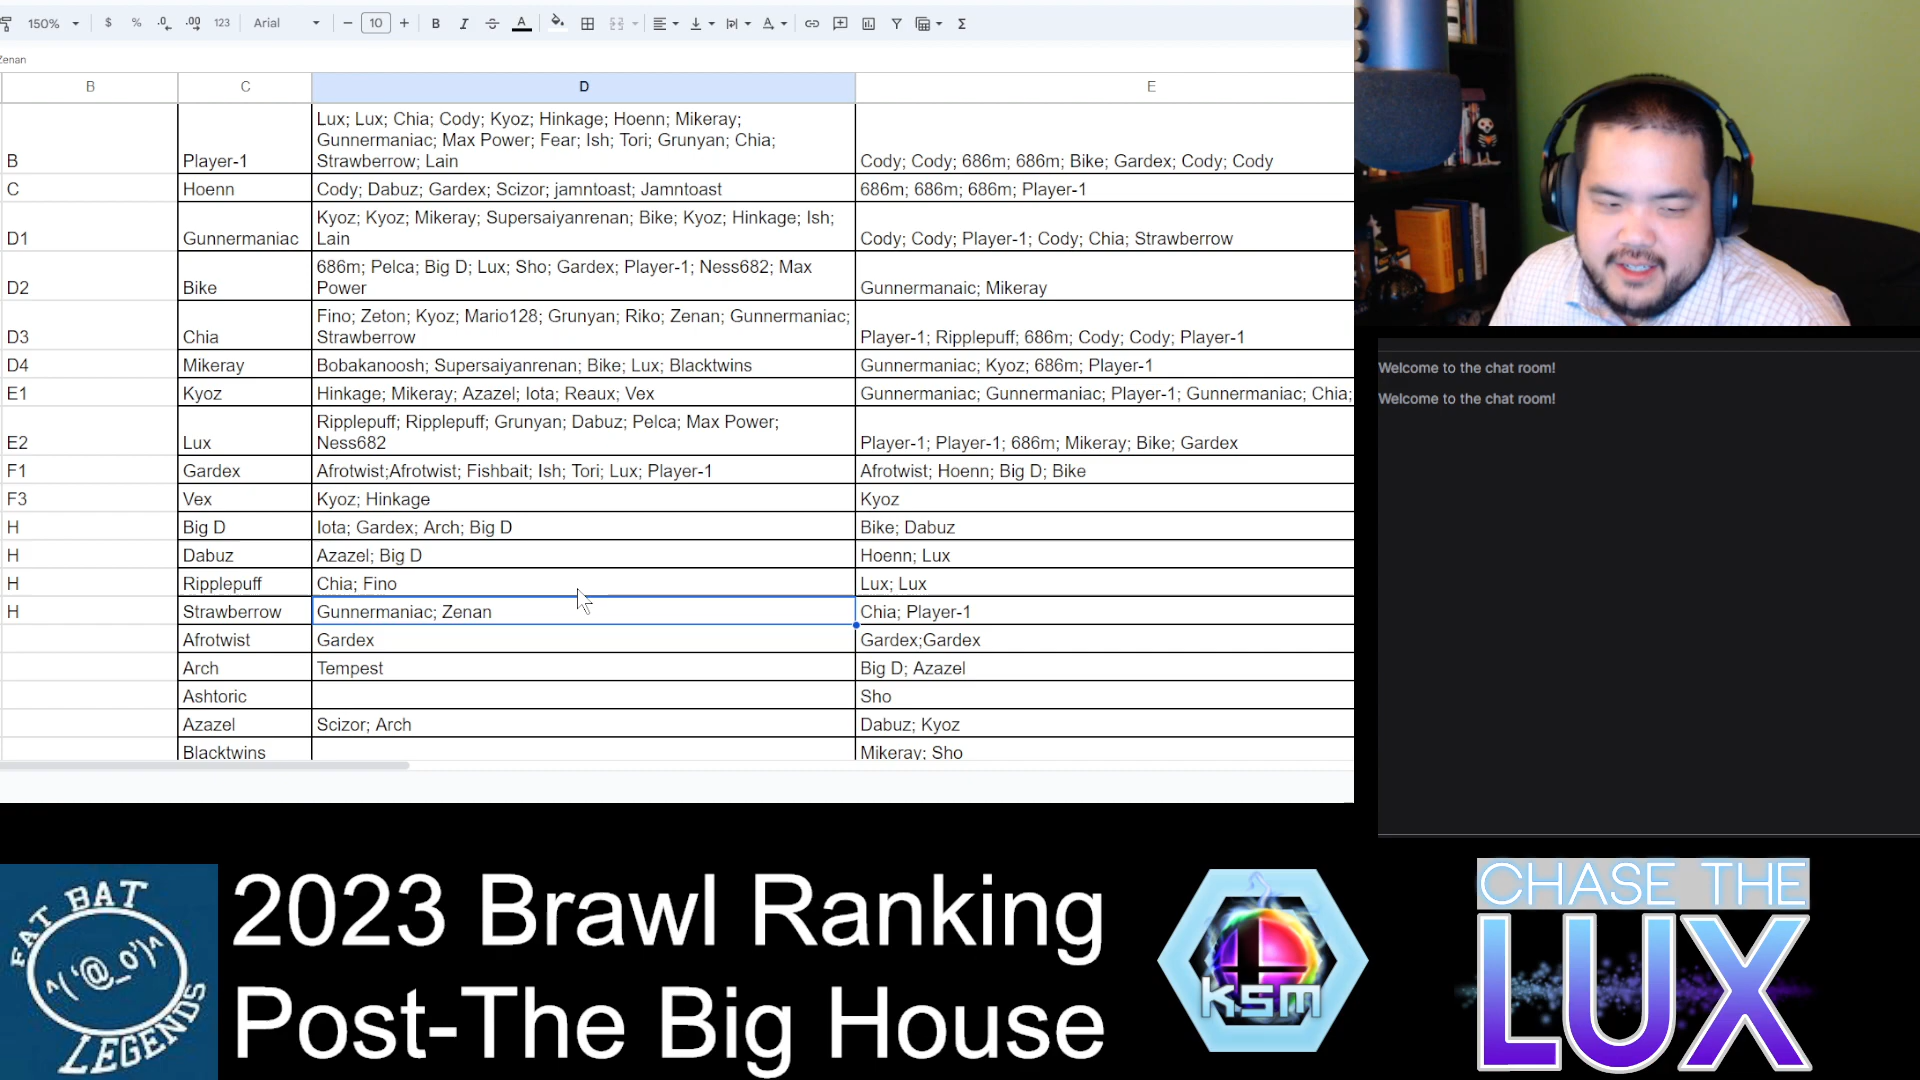 150% $ % .0 .00 123 Arial − 10 + B I A Σ
Zenan
B C D E
Lux; Lux; Chia; Cody; Kyoz; Hinkage; Hoenn; Mikeray;
Gunnermaniac; Max Power; Fear; Ish; Tori; Grunyan; Chia;
B Player-1 Strawberrow; Lain Cody; Cody; 686m; 686m; Bike; Gardex; Cody; Cody
C Hoenn Cody; Dabuz; Gardex; Scizor; jamntoast; Jamntoast 686m; 686m; 686m; Player-1
Kyoz; Kyoz; Mikeray; Supersaiyanrenan; Bike; Kyoz; Hinkage; Ish;
D1 Gunnermaniac Lain Cody; Cody; Player-1; Cody; Chia; Strawberrow
686m; Pelca; Big D; Lux; Sho; Gardex; Player-1; Ness682; Max
D2 Bike Power Gunnermanaic; Mikeray
Fino; Zeton; Kyoz; Mario128; Grunyan; Riko; Zenan; Gunnermaniac;
D3 Chia Strawberrow Player-1; Ripplepuff; 686m; Cody; Cody; Player-1
D4 Mikeray Bobakanoosh; Supersaiyanrenan; Bike; Lux; Blacktwins Gunnermaniac; Kyoz; 686m; Player-1
E1 Kyoz Hinkage; Mikeray; Azazel; Iota; Reaux; Vex Gunnermaniac; Gunnermaniac; Player-1; Gunnermaniac; Chia;
Ripplepuff; Ripplepuff; Grunyan; Dabuz; Pelca; Max Power;
E2 Lux Ness682 Player-1; Player-1; 686m; Mikeray; Bike; Gardex
F1 Gardex Afrotwist;Afrotwist; Fishbait; Ish; Tori; Lux; Player-1 Afrotwist; Hoenn; Big D; Bike
F3 Vex Kyoz; Hinkage Kyoz
H Big D Iota; Gardex; Arch; Big D Bike; Dabuz
H Dabuz Azazel; Big D Hoenn; Lux
H Ripplepuff Chia; Fino Lux; Lux
H Strawberrow Gunnermaniac; Zenan Chia; Player-1
Afrotwist Gardex Gardex;Gardex
Arch Tempest Big D; Azazel
Ashtoric Sho
Azazel Scizor; Arch Dabuz; Kyoz
Blacktwins Mikeray; Sho
Welcome to the chat room!
Welcome to the chat room!
FAT BAT
^('@_o')^
LEGENDS
2023 Brawl Ranking
Post-The Big House
KSM
CHASE THE
LUX